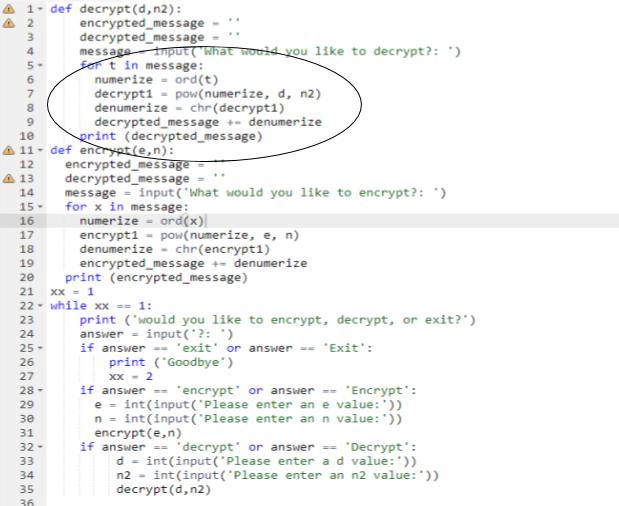 1 def decrypt(d,n2):
2 encrypted_message = ''
3 decrypted_message = ''
4 message = input('What would you like to decrypt?: ')
5 for t in message:
6 numerize = ord(t)
7 decrypt1 = pow(numerize, d, n2)
8 denumerize = chr(decrypt1)
9 decrypted_message += denumerize
10 print (decrypted_message)
11 def encrypt(e,n):
12 encrypted_message = ''
13 decrypted_message = ''
14 message = input('What would you like to encrypt?: ')
15 for x in message:
16 numerize = ord(x)
17 encrypt1 = pow(numerize, e, n)
18 denumerize = chr(encrypt1)
19 encrypted_message += denumerize
20 print (encrypted_message)
21 xx = 1
22 while xx == 1:
23 print ('would you like to encrypt, decrypt, or exit?')
24 answer = input('?: ')
25 if answer == 'exit' or answer == 'Exit':
26 print ('Goodbye')
27 xx = 2
28 if answer == 'encrypt' or answer == 'Encrypt':
29 e = int(input('Please enter an e value:'))
30 n = int(input('Please enter an n value:'))
31 encrypt(e,n)
32 if answer == 'decrypt' or answer == 'Decrypt':
33 d = int(input('Please enter a d value:'))
34 n2 = int(input('Please enter an n2 value:'))
35 decrypt(d,n2)
36